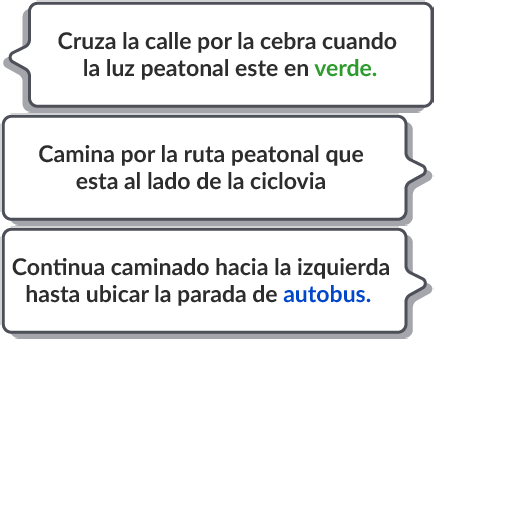 Cruza la calle por la cebra cuando
la luz peatonal este en verde.
Camina por la ruta peatonal que
esta al lado de la ciclovia
Continua caminado hacia la izquierda
hasta ubicar la parada de autobus.